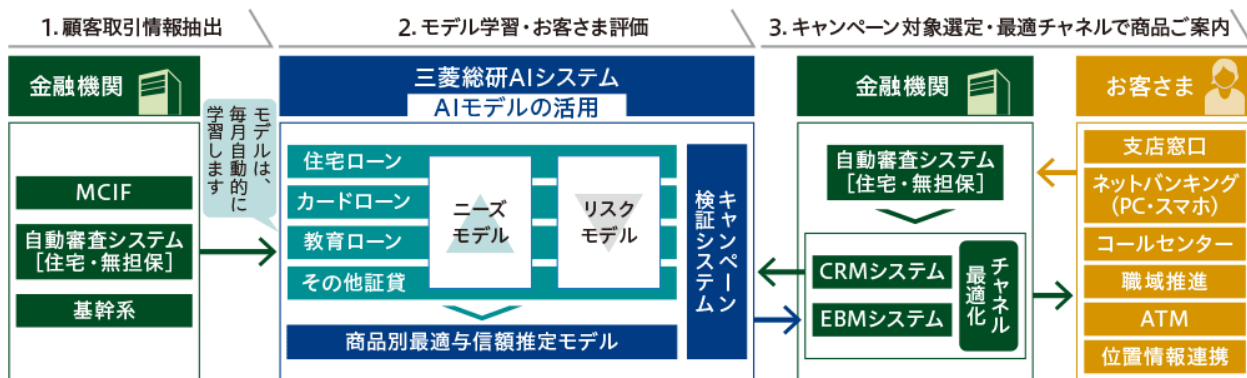 1. 顧客取引情報抽出
2. モデル学習・お客さま評価
3. キャンペーン対象選定・最適チャネルで商品ご案内
金融機関
MCIF
自動審査システム
[住宅・無担保]
基幹系
モデルは、
毎月自動的に
学習します
三菱総研AIシステム
AIモデルの活用
住宅ローン
カードローン
教育ローン
その他証貸
ニーズ
モデル
リスク
モデル
商品別最適与信額推定モデル
キャンペーン
検証システム
金融機関
自動審査システム
[住宅・無担保]
CRMシステム
EBMシステム
チャネル
最適化
お客さま
支店窓口
ネットバンキング
(PC・スマホ)
コールセンター
職域推進
ATM
位置情報連携